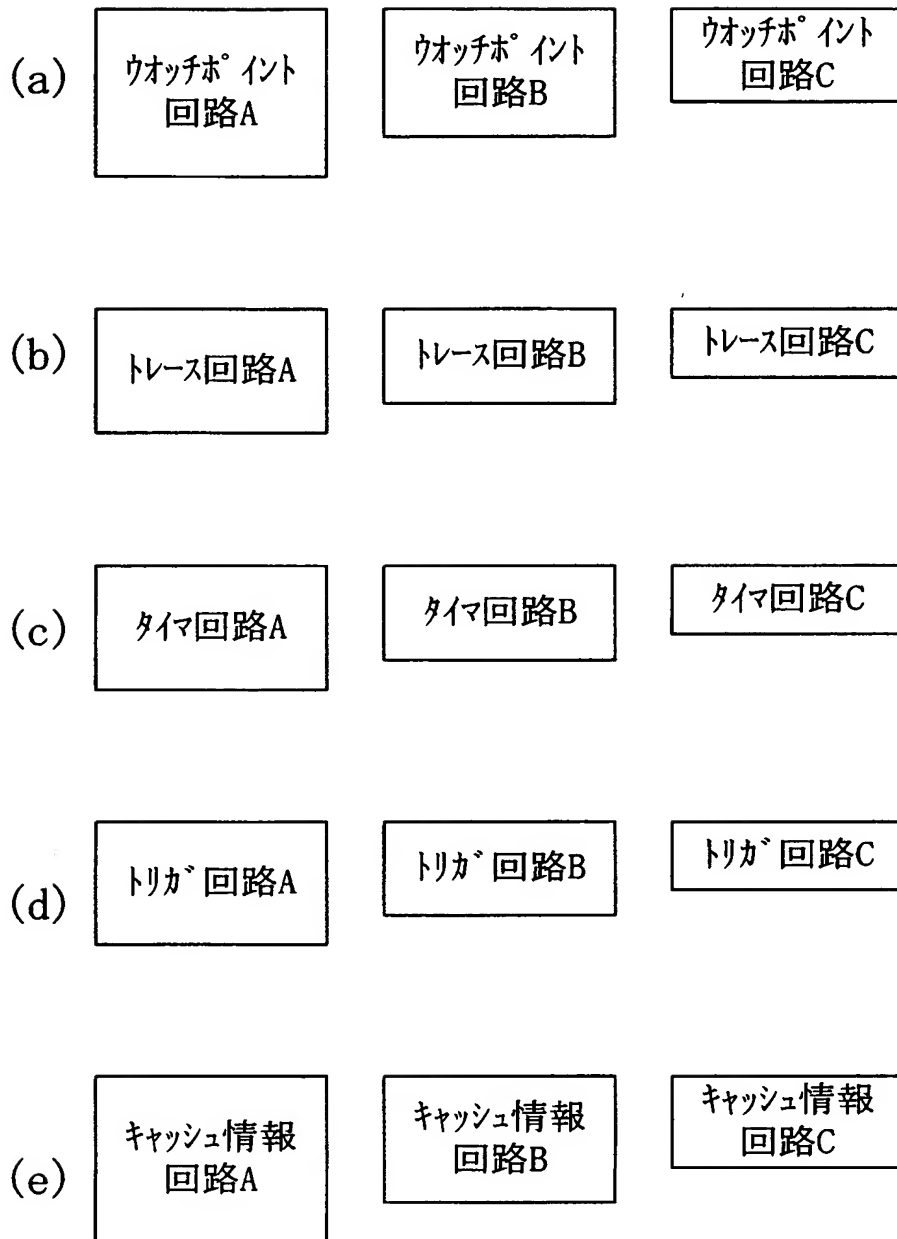 (a)
ウオッチポイント
回路A
ウオッチポイント
回路B
ウオッチポイント
回路C
(b)
トレース回路A
トレース回路B
トレース回路C
(c)
タイマ回路A
タイマ回路B
タイマ回路C
(d)
トリガ回路A
トリガ回路B
トリガ回路C
(e)
キャッシュ情報
回路A
キャッシュ情報
回路B
キャッシュ情報
回路C